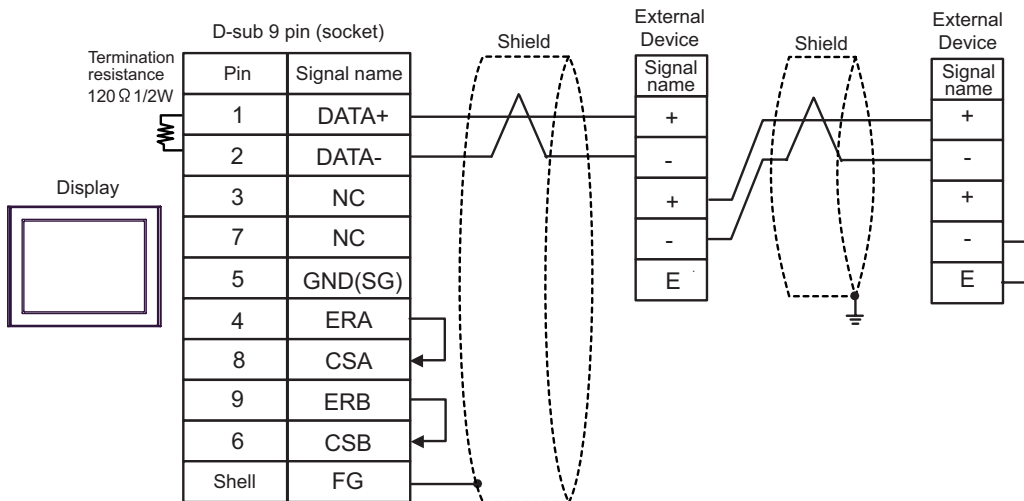 D-sub 9 pin (socket)
Termination
resistance
120Ω 1/2W
Display
Pin Signal name
1 DATA+
2 DATA-
3 NC
7 NC
5 GND(SG)
4 ERA
8 CSA
9 ERB
6 CSB
Shell FG
Shield
External
Device
Signal
name
+
-
+
-
E
Shield
External
Device
Signal
name
+
-
+
-
E